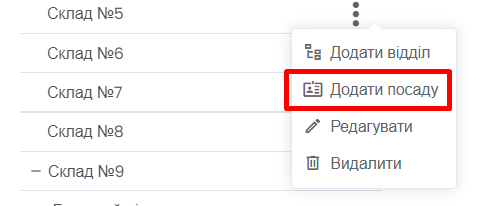 Склад №5
Склад №6
Склад №7
Склад №8
Склад №9
Додати відділ
Додати посаду
Редагувати
Видалити